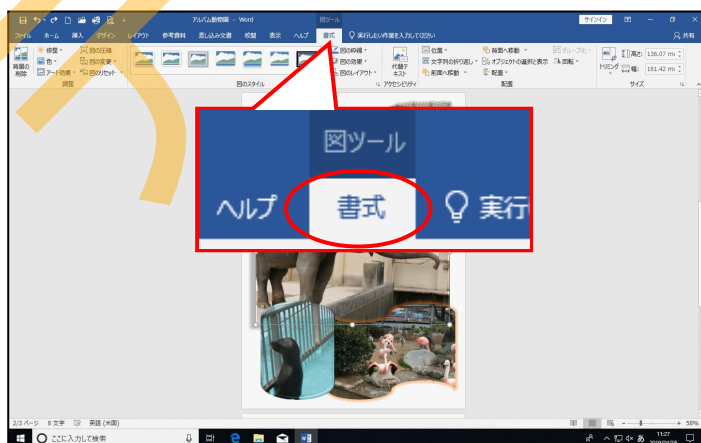 アルバム動物園 - Word
図ツール
サインイン
ファイル ホーム 挿入 デザイン レイアウト 参考資料 差し込み文書 校閲 表示 ヘルプ 書式 実行したい作業を入力してください
共有
背景の
削除
修整
色
アート効果
図の圧縮
図の変更
図のリセット
調整
図のスタイル
図の枠線
図の効果
図のレイアウト
代替テ
キスト
アクセシビリティ
位置
文字列の折り返し
前面へ移動
背面へ移動
オブジェクトの選択と表示
配置
グループ化
回転
配置
トリミング
高さ: 136.07 mm
幅: 181.42 mm
サイズ
図ツール
ヘルプ 書式 実行
2/3 ページ 8 文字 英語 (米国)
58%
ここに入力して検索
あ
11:27